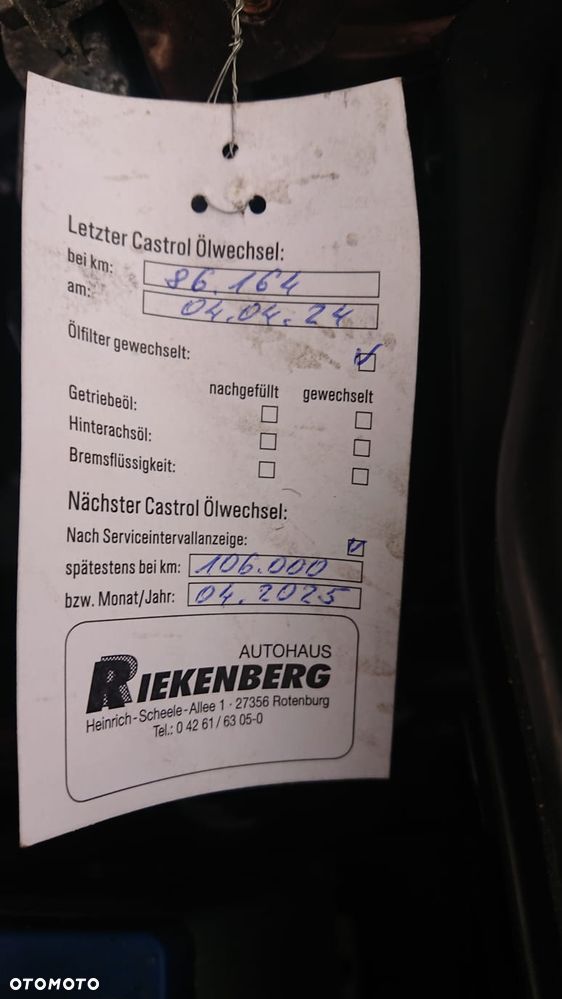 Letzter Castrol Ölwechsel:
bei km: 86.164
am: 04.04.24
Ölfilter gewechselt:
nachgefüllt gewechselt
Getriebeöl:
Hinterachsöl:
Bremsflüssigkeit:
Nächster Castrol Ölwechsel:
Nach Serviceintervallanzeige:
spätestens bei km: 106.000
bzw. Monat/Jahr: 04.2025
AUTOHAUS
RIEKENBERG
Heinrich-Scheele-Allee 1 · 27356 Rotenburg
Tel.: 0 42 61 / 63 05-0
OTOMOTO